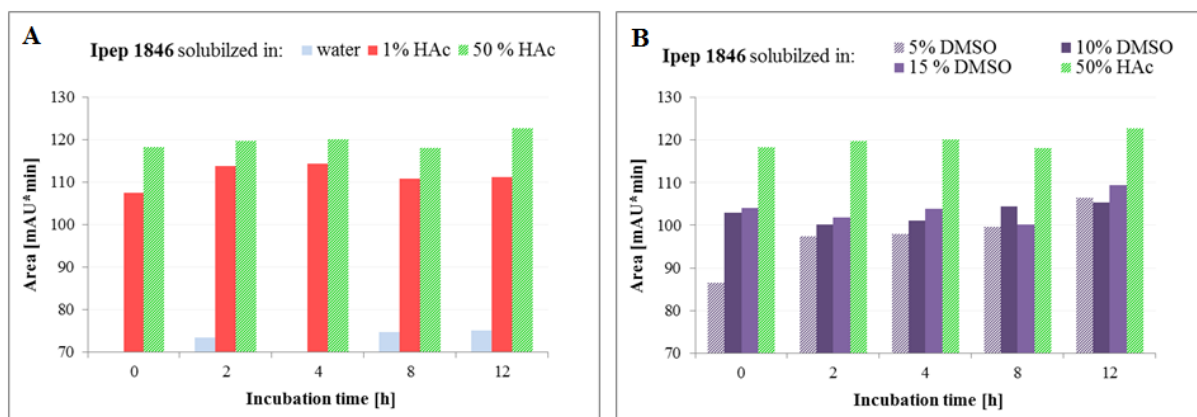 A
Ipep 1846 solubilzed in: water 1% HAc 50 % HAc
Area [mAU*min]
130
120
110
100
90
80
70
0 2 4 8 12
Incubation time [h]
B
Ipep 1846 solubilzed in:
5% DMSO 10% DMSO
15 % DMSO 50% HAc
Area [mAU*min]
130
120
110
100
90
80
70
0 2 4 8 12
Incubation time [h]